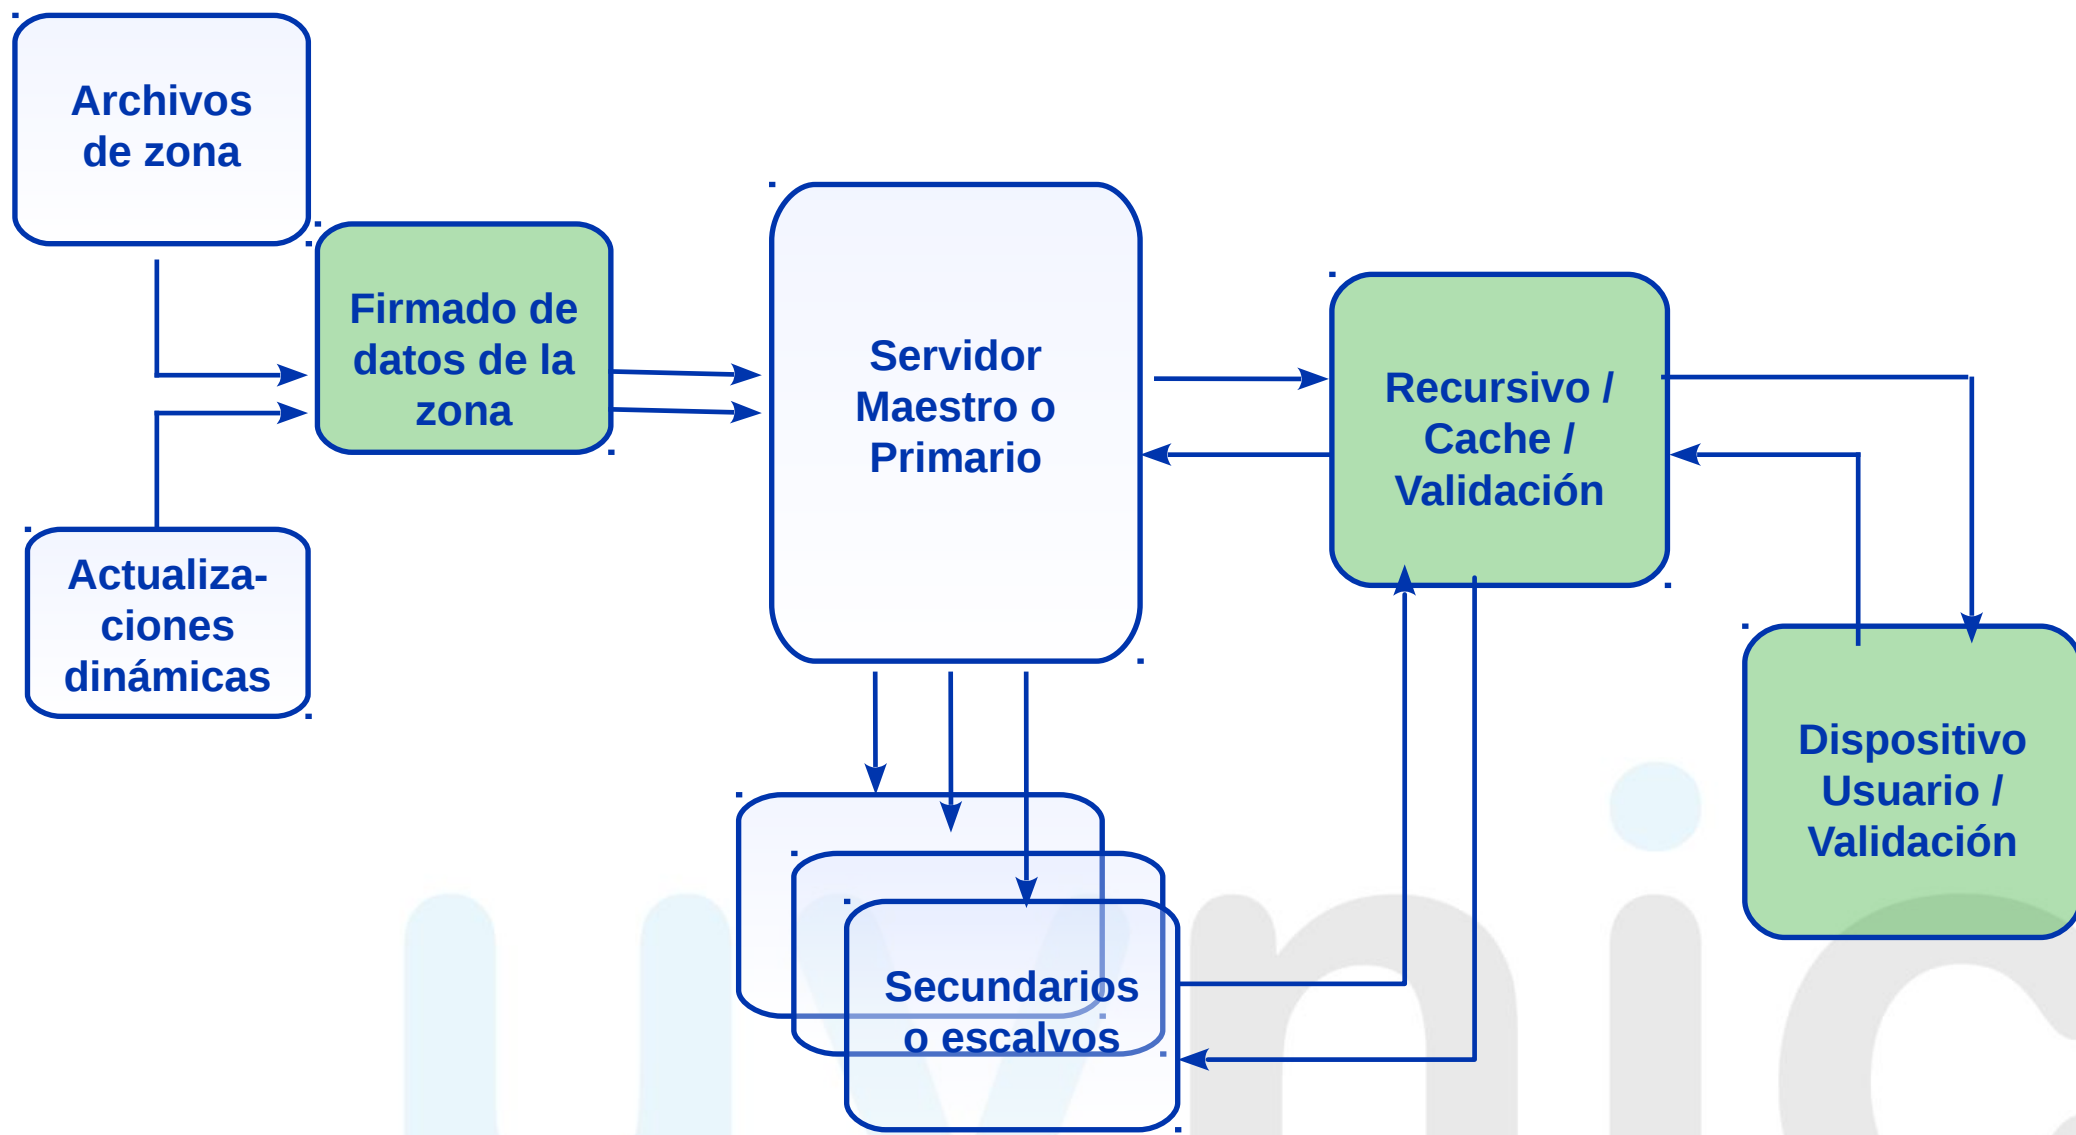 Archivos
de zona
Firmado de
datos de la
zona
Servidor
Maestro o
Primario
Recursivo /
Cache /
Validación
Actualiza-
ciones
dinámicas
Dispositivo
Usuario /
Validación
Secundarios
o escalvos